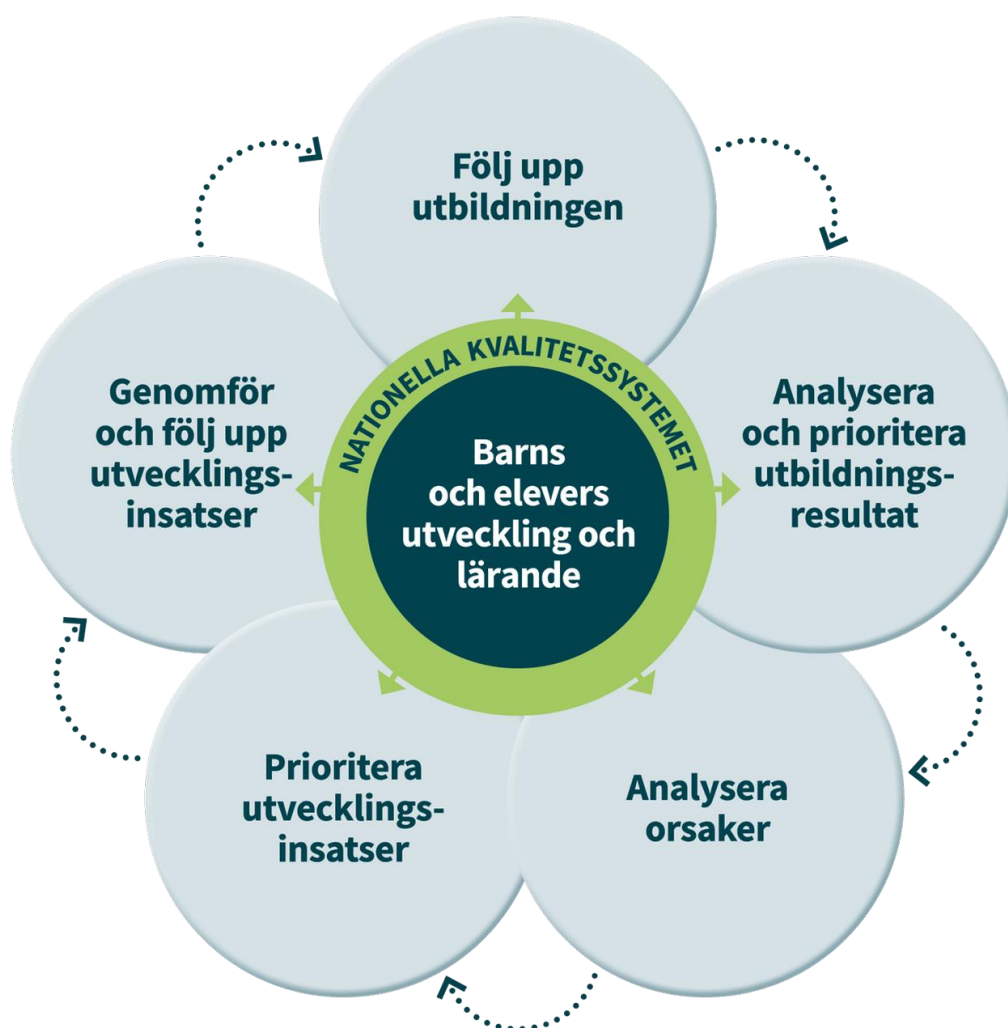 Följ upp
utbildningen
Analysera
och prioritera
utbildnings-
resultat
Analysera
orsaker
Prioritera
utvecklings-
insatser
Genomför
och följ upp
utvecklings-
insatser
NATIONELLA KVALITETSSYSTEMET
Barns
och elevers
utveckling och
lärande